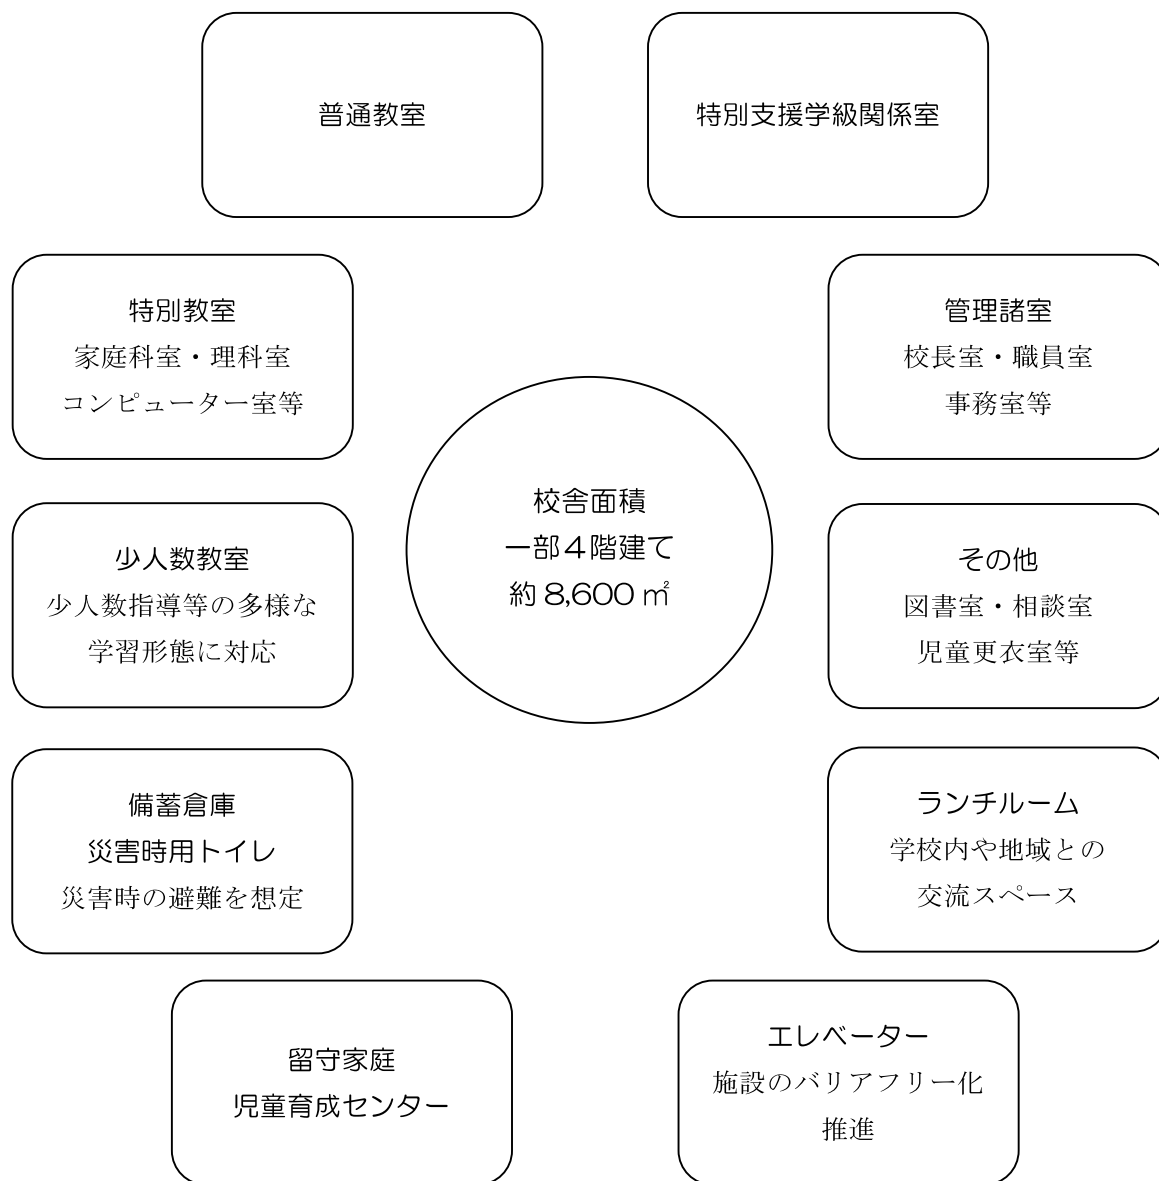 普通教室
特別支援学級関係室
特別教室
家庭科室・理科室
コンピューター室等
管理諸室
校長室・職員室
事務室等
校舎面積
一部４階建て
約 8,600 ㎡
少人数教室
少人数指導等の多様な
学習形態に対応
その他
図書室・相談室
児童更衣室等
備蓄倉庫
災害時用トイレ
災害時の避難を想定
ランチルーム
学校内や地域との
交流スペース
留守家庭
児童育成センター
エレベーター
施設のバリアフリー化
推進